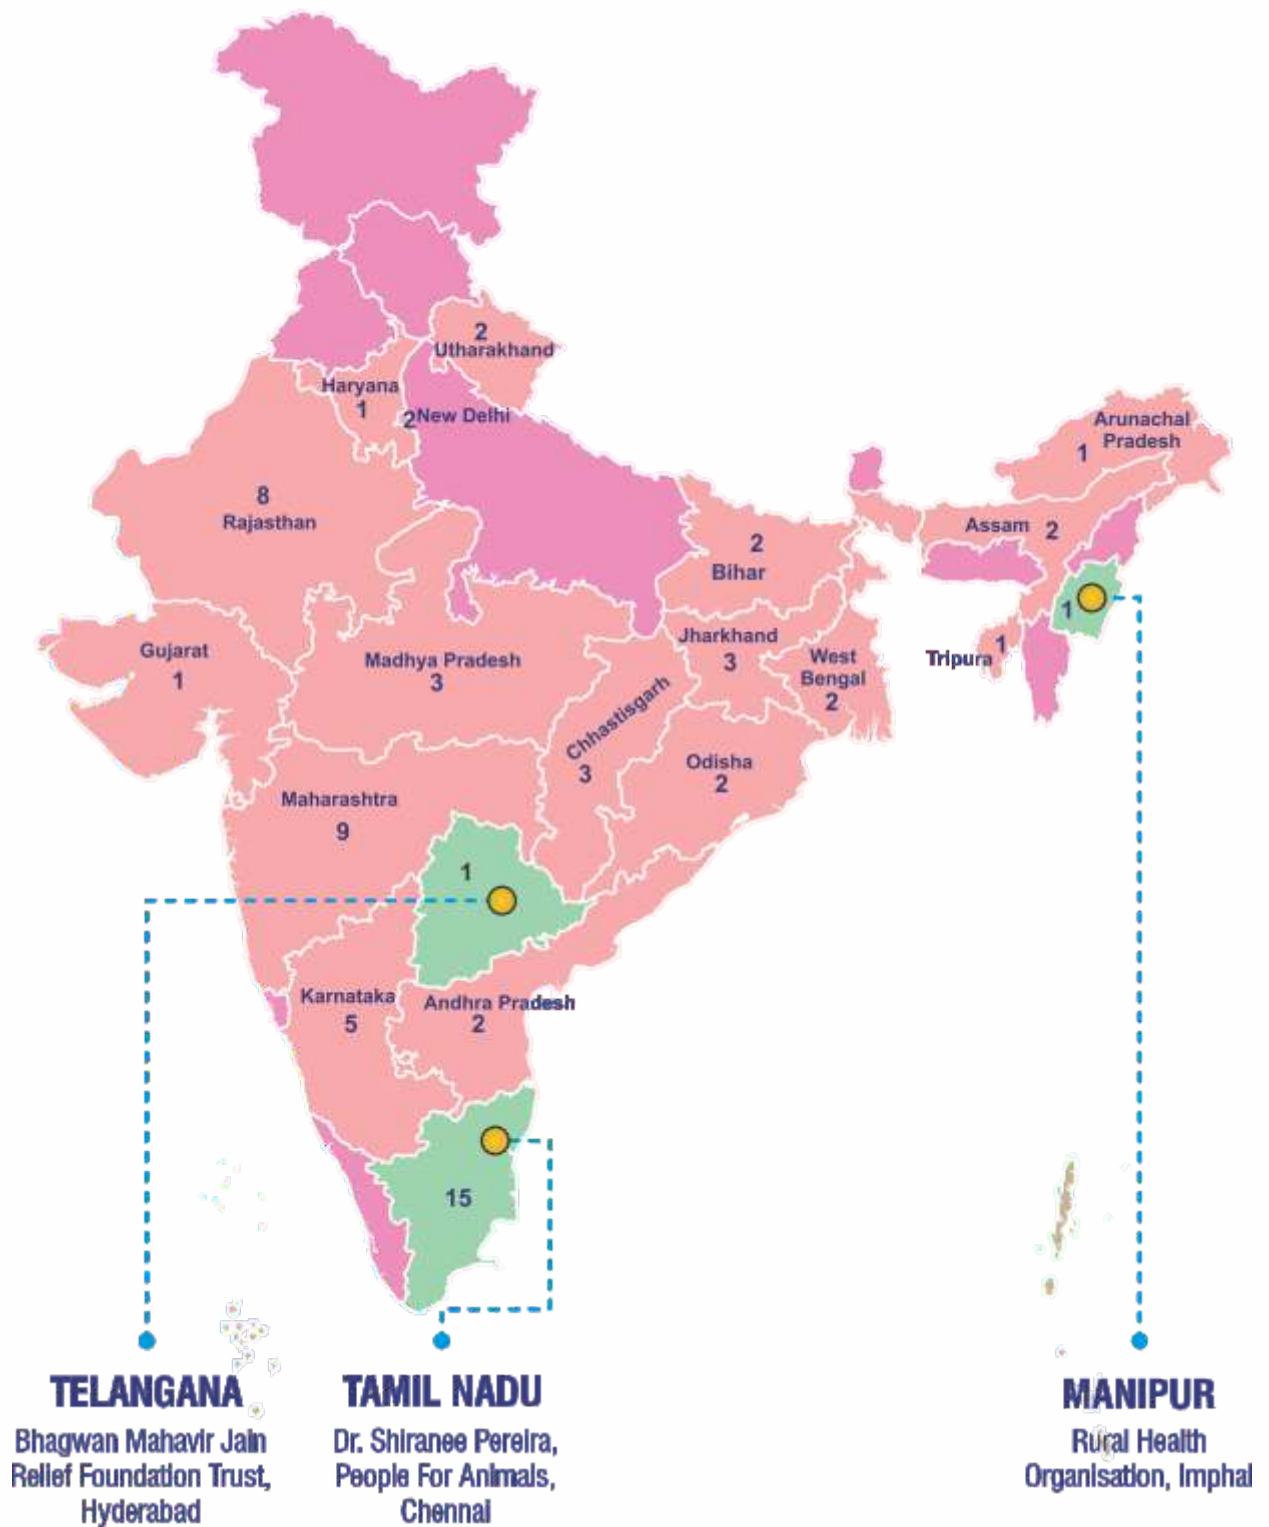 2
Utharakhand
Haryana
1
2 New Delhi
Arunachal
Pradesh
1
8
Rajasthan
Assam 2
2
Bihar
1
Gujarat
1
Madhya Pradesh
3
Jharkhand
3
West
Bengal
2
Tripura 1
Chhastisgarh
3
Odisha
2
Maharashtra
9
1
Karnataka
5
Andhra Pradesh
2
15
TELANGANA
Bhagwan Mahavir Jain
Relief Foundation Trust,
Hyderabad
TAMIL NADU
Dr. Shiranee Pereira,
People For Animals,
Chennai
MANIPUR
Rural Health
Organisation, Imphal